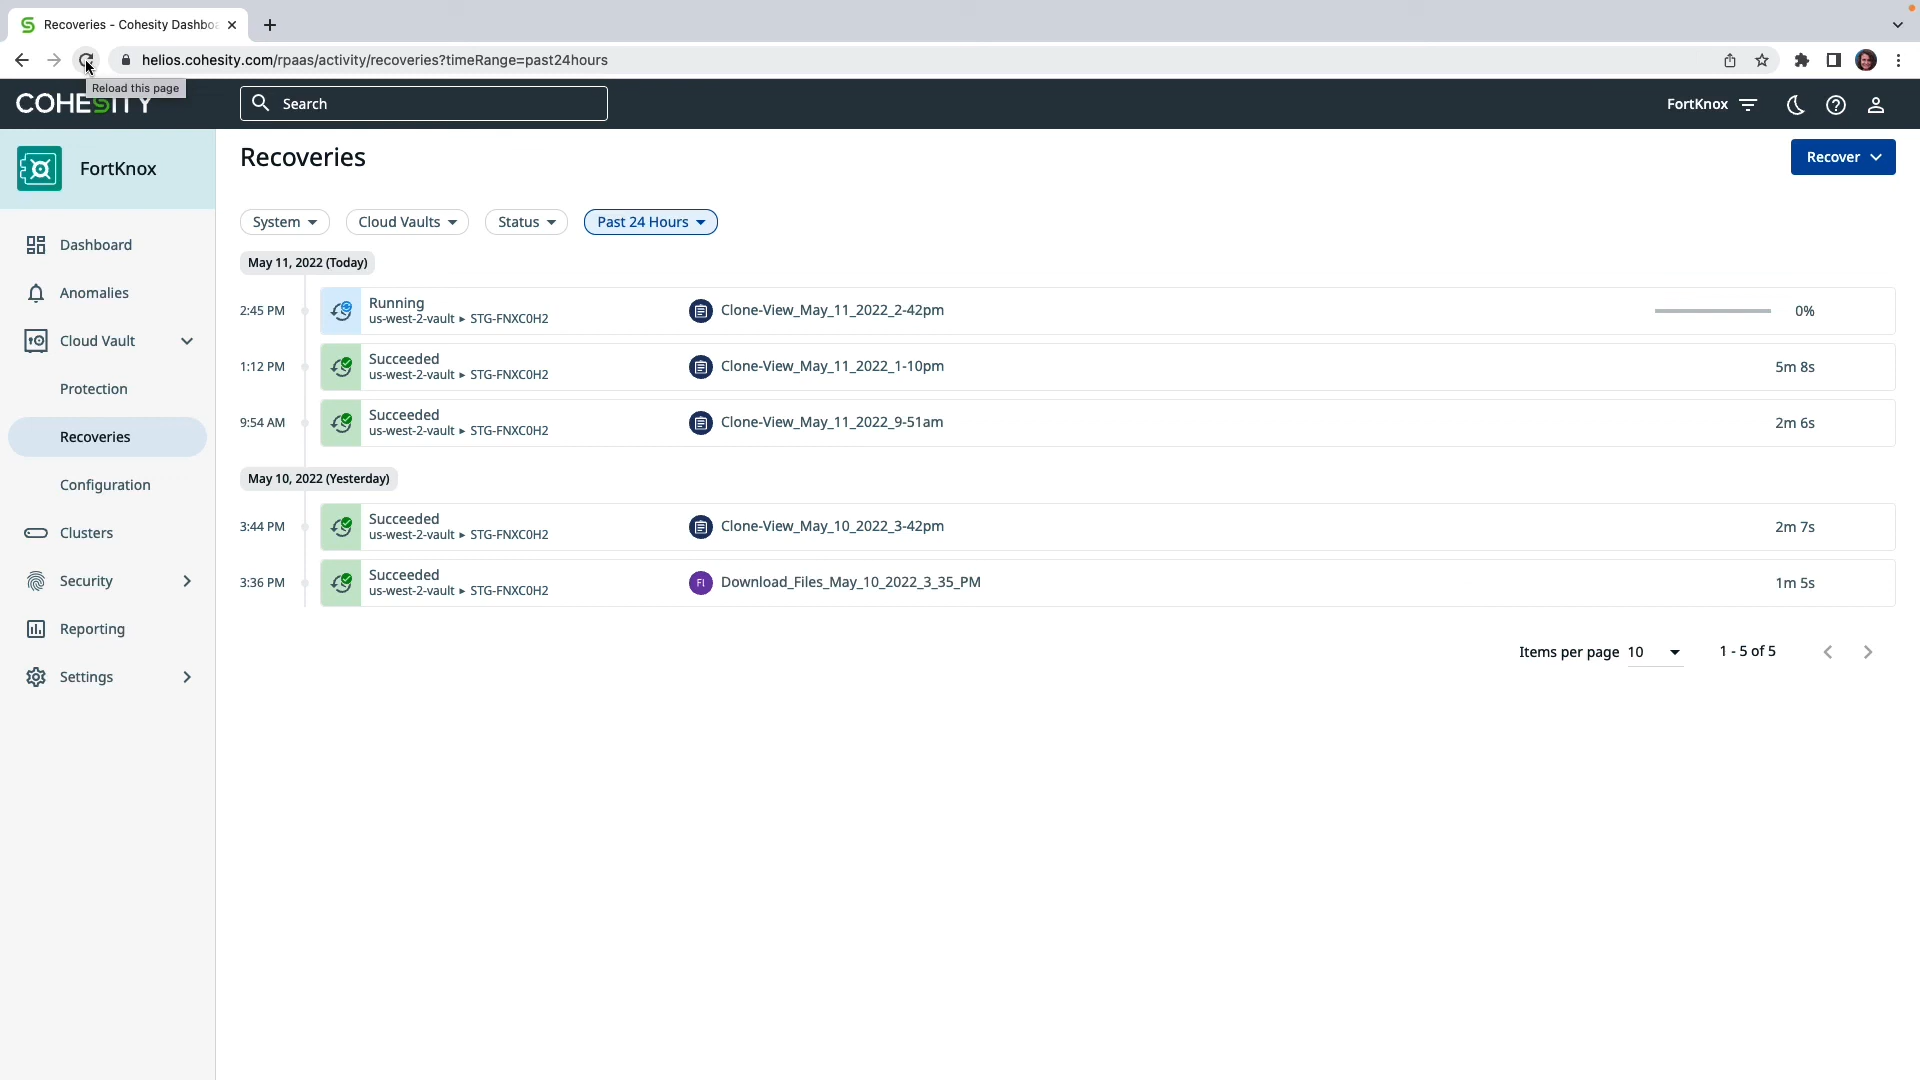 Recoveries - Cohesity Dashbo
helios.cohesity.com/rpaas/activity/recoveries?timeRange=past24hours
Reload this page
COHESITY
Search
FortKnox
FortKnox
Dashboard
Anomalies
Cloud Vault
Protection
Recoveries
Configuration
Clusters
Security
Reporting
Settings
Recoveries
Recover
System
Cloud Vaults
Status
Past 24 Hours
May 11, 2022 (Today)
2:45 PM
Running
us-west-2-vault ▸ STG-FNXC0H2
Clone-View_May_11_2022_2-42pm
0%
1:12 PM
Succeeded
us-west-2-vault ▸ STG-FNXC0H2
Clone-View_May_11_2022_1-10pm
5m 8s
9:54 AM
Succeeded
us-west-2-vault ▸ STG-FNXC0H2
Clone-View_May_11_2022_9-51am
2m 6s
May 10, 2022 (Yesterday)
3:44 PM
Succeeded
us-west-2-vault ▸ STG-FNXC0H2
Clone-View_May_10_2022_3-42pm
2m 7s
3:36 PM
Succeeded
us-west-2-vault ▸ STG-FNXC0H2
FI
Download_Files_May_10_2022_3_35_PM
1m 5s
Items per page 10
1 - 5 of 5